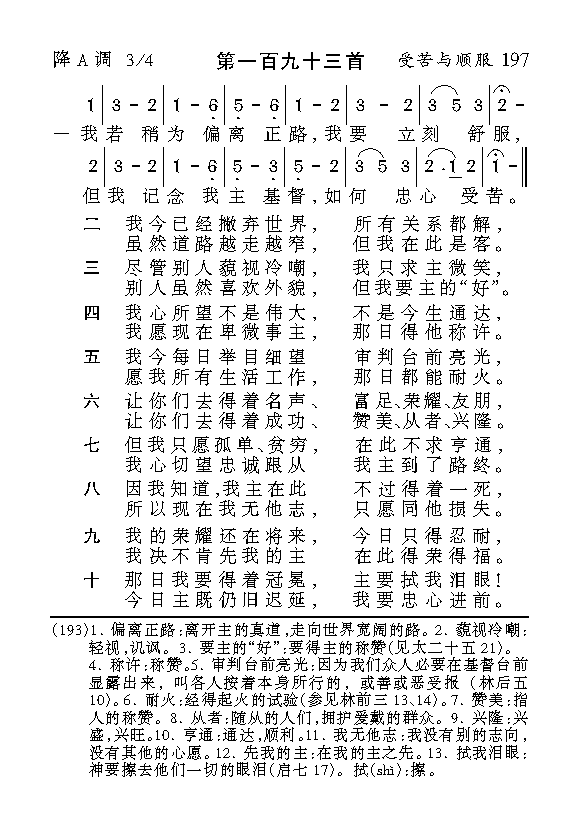 降 A 调 3/4 第一百九十三首 受苦与顺服 197
1 | 3 - 2 | 1 - 6 | 5 - 6 | 1 - 2 | 3 - 2 | 3 5 3 | 2 -
一 我若 稍为 偏离 正路,我要 立刻 舒服,
2 | 3 - 2 | 1 - 6 | 5 - 3 | 5 - 2 | 3 5 3 | 2 · 1 2 | 1 - ‖
但我 记念 我主 基督,如何 忠心 受苦。
二 我今已经撇弃世界, 所有关系都解,
虽然道路越走越窄, 但我在此是客。
三 尽管别人藐视冷嘲, 我只求主微笑,
别人虽然喜欢外貌, 但我要主的“好”。
四 我心所望不是伟大, 不是今生通达,
我愿现在卑微事主, 那日得他称许。
五 我今每日举目细望 审判台前亮光,
愿我所有生活工作, 那日都能耐火。
六 让你们去得着名声、 富足、荣耀、友朋,
让你们去得着成功、 赞美、从者、兴隆。
七 但我只愿孤单、贫穷, 在此不求亨通,
我心切望忠诚跟从 我主到了路终。
八 因我知道,我主在此 不过得着一死,
所以现在我无他志, 只愿同他损失。
九 我的荣耀还在将来, 今日只得忍耐,
我决不肯先我的主 在此得荣得福。
十 那日我要得着冠冕, 主要拭我泪眼!
今日主既仍旧迟延, 我要忠心进前。
(193)1. 偏离正路:离开主的真道,走向世界宽阔的路。2. 藐视冷嘲:
轻视,讥讽。3. 要主的“好”:要得主的称赞(见太二十五 21)。
4. 称许:称赞。5. 审判台前亮光:因为我们众人必要在基督台前
显露出来, 叫各人按着本身所行的, 或善或恶受报 (林后五
10)。6. 耐火:经得起火的试验(参见林前三 13、14)。7. 赞美:指
人的称赞。8. 从者:随从的人们,拥护爱戴的群众。9. 兴隆:兴
盛,兴旺。10. 亨通:通达,顺利。11. 我无他志:我没有别的志向,
没有其他的心愿。12. 先我的主:在我的主之先。13. 拭我泪眼:
神要擦去他们一切的眼泪(启七 17)。拭(shì):擦。